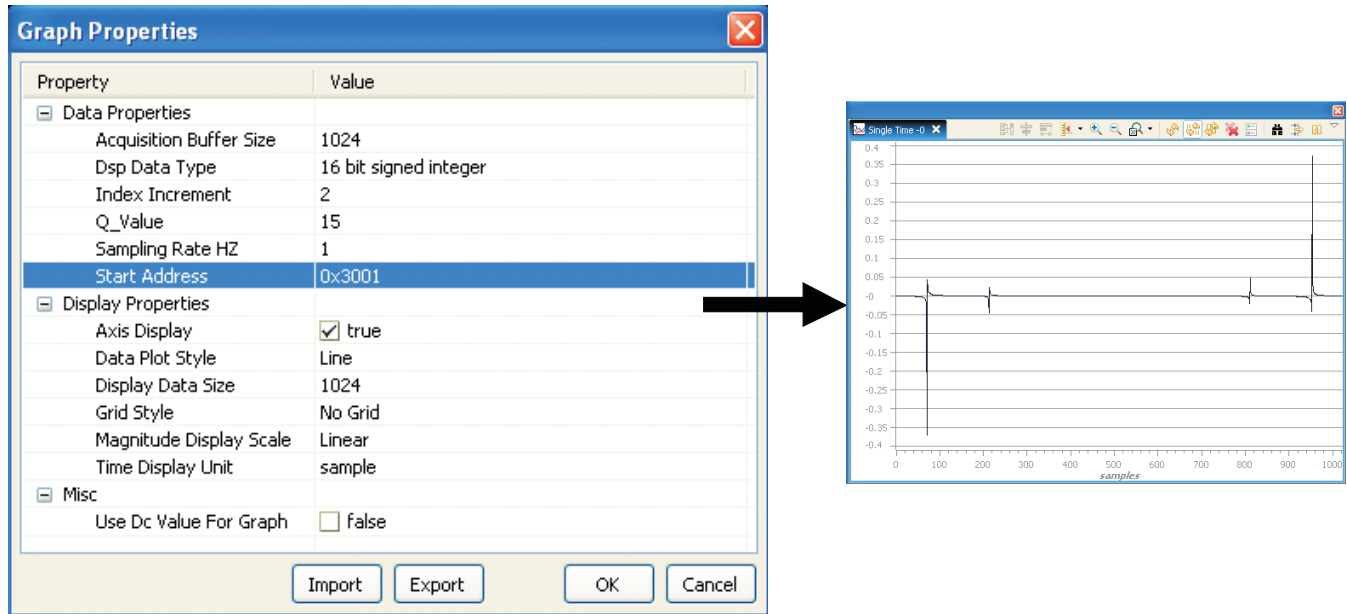 Graph Properties
Property Value
Data Properties
Acquisition Buffer Size 1024
Dsp Data Type 16 bit signed integer
Index Increment 2
Q_Value 15
Sampling Rate HZ 1
Start Address 0x3001
Display Properties
Axis Display true
Data Plot Style Line
Display Data Size 1024
Grid Style No Grid
Magnitude Display Scale Linear
Time Display Unit sample
Misc
Use Dc Value For Graph false
Import Export OK Cancel
Single Time -0
0.4
0.35
0.3
0.25
0.2
0.15
0.1
0.05
-0
-0.05
-0.1
-0.15
-0.2
-0.25
-0.3
-0.35
-0.4
0 100 200 300 400 500 600 700 800 900 1000
samples